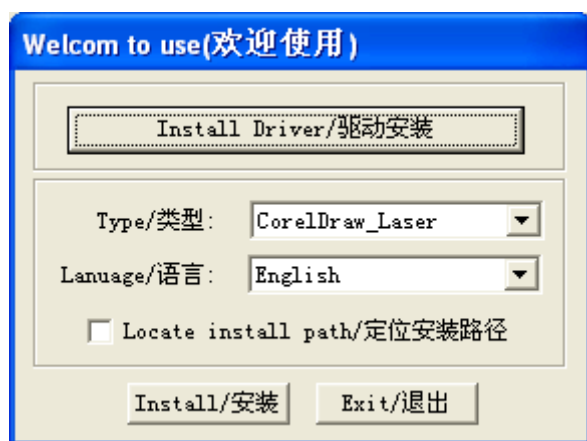 Welcom to use(欢迎使用)
Install Driver/驱动安装
Type/类型: CorelDraw_Laser
Lanuage/语言: English
Locate install path/定位安装路径
Install/安装 Exit/退出